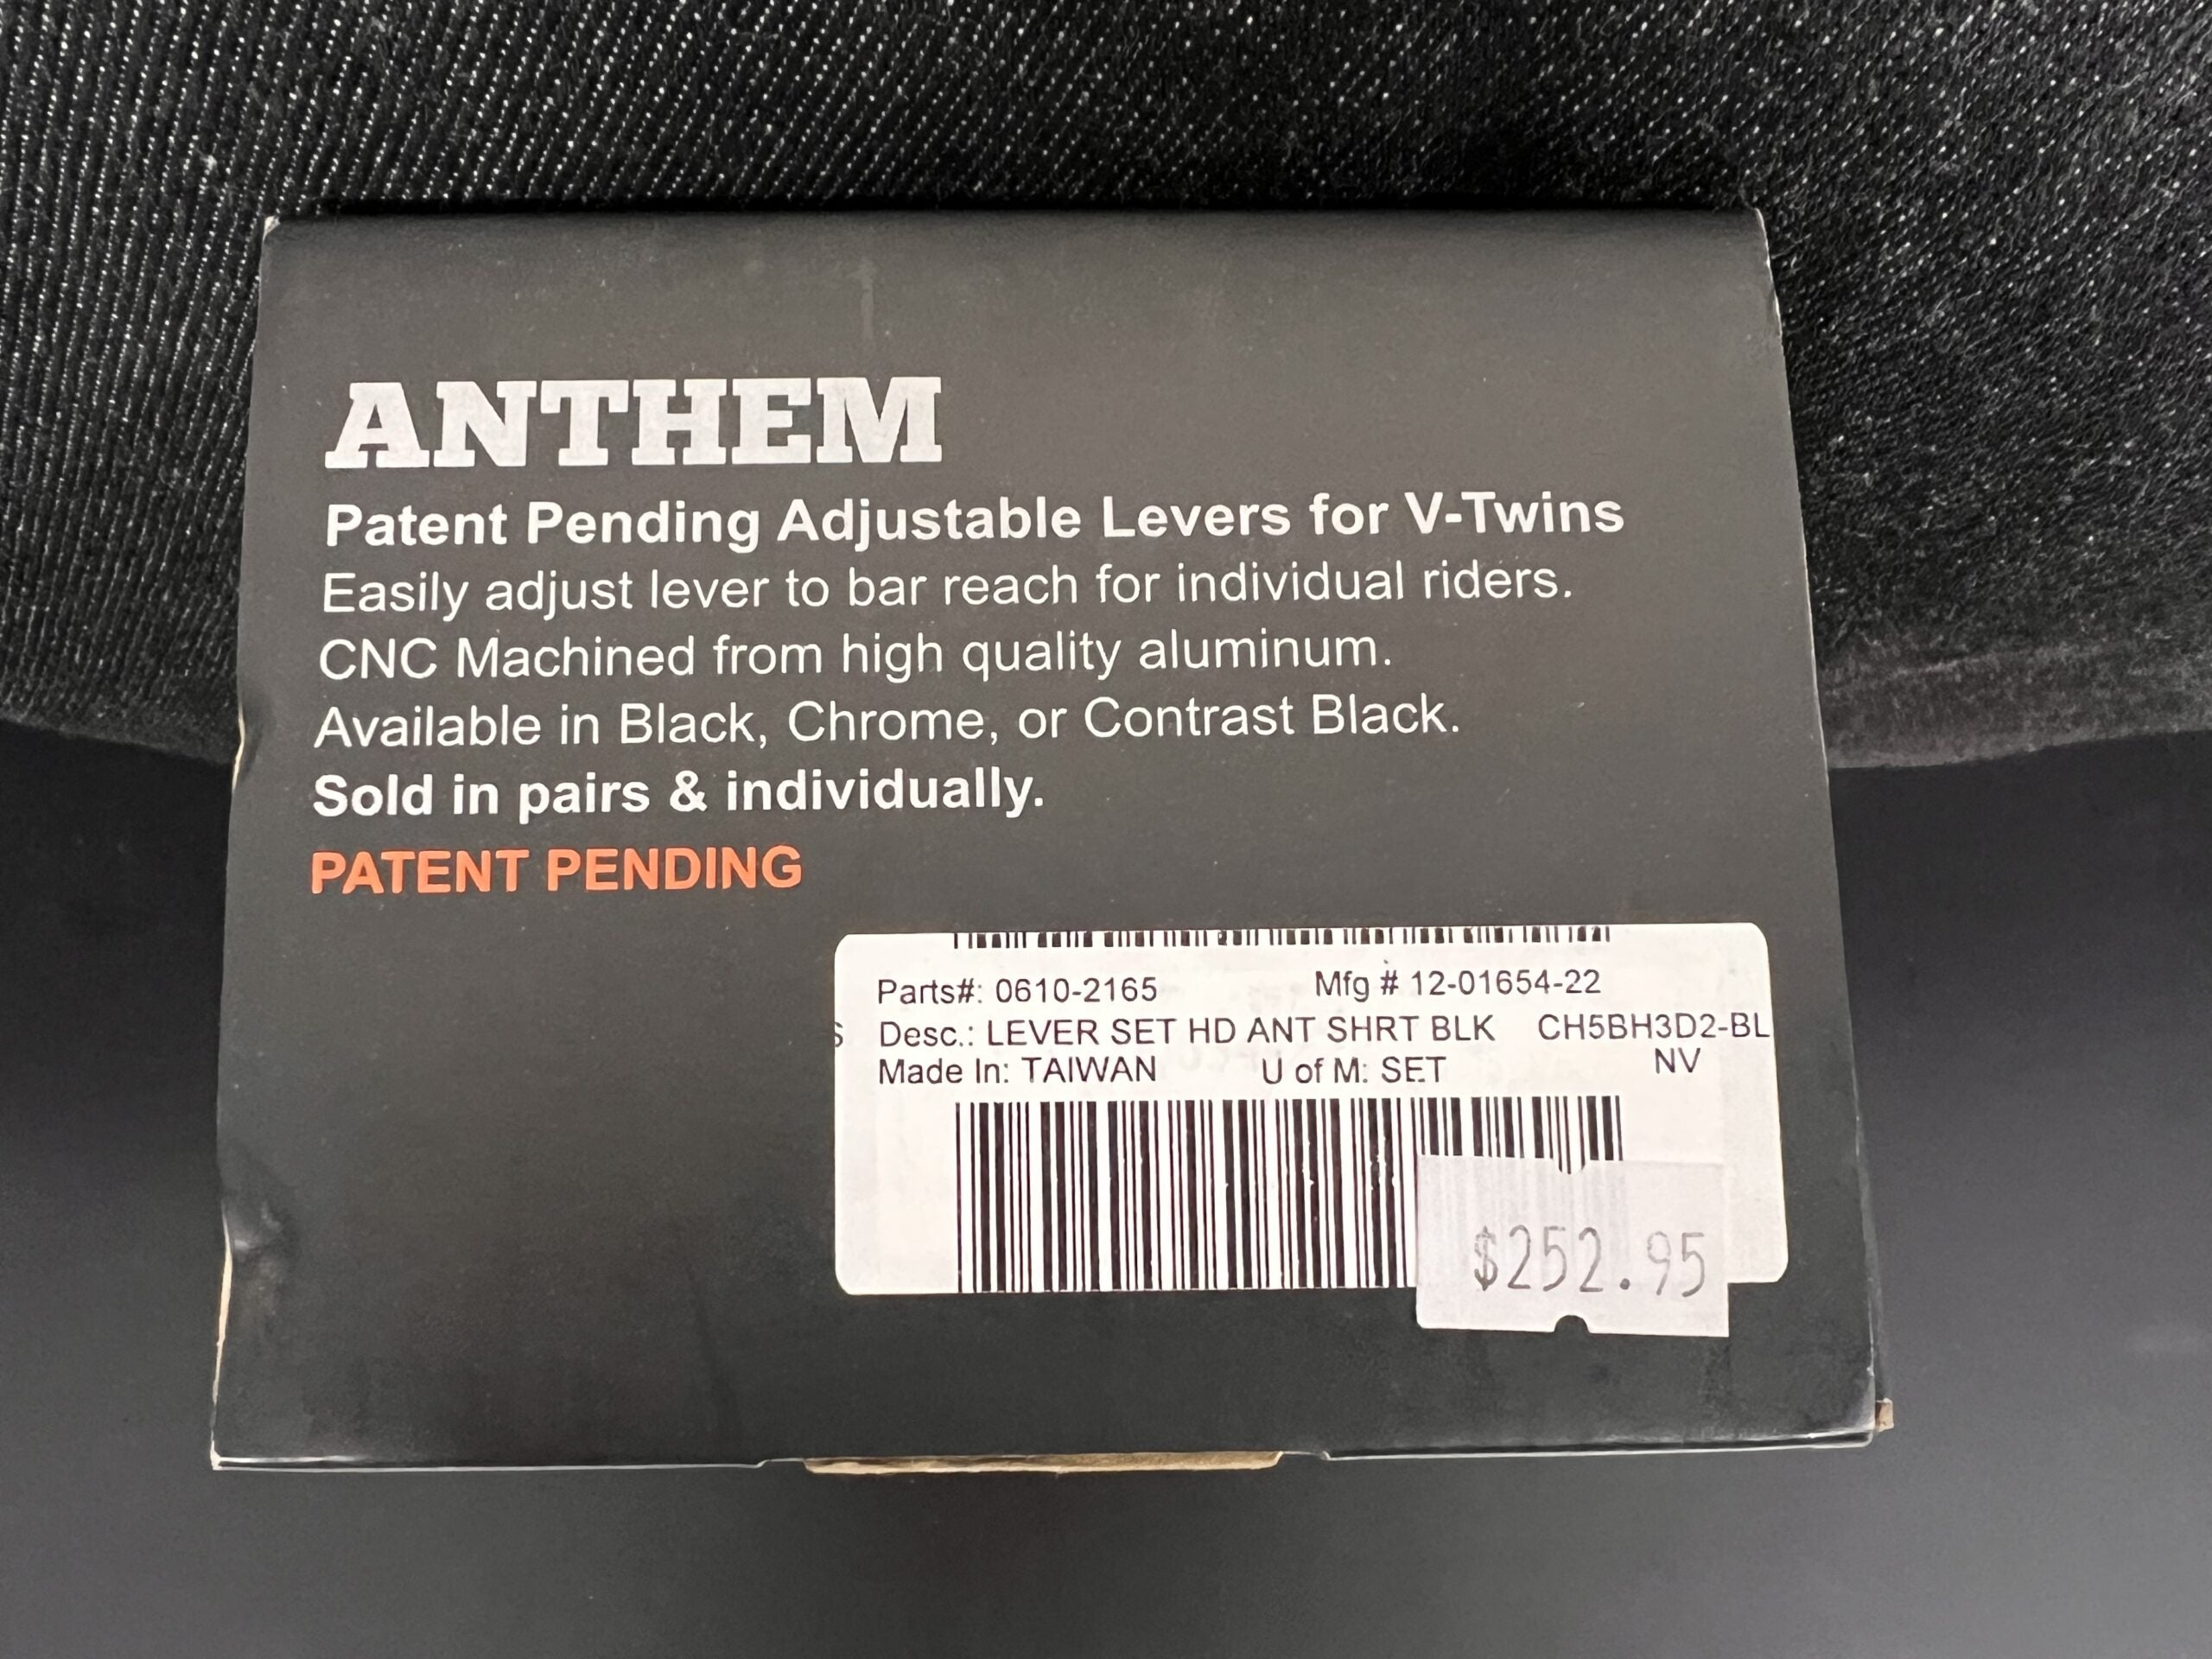 ANTHEM
Patent Pending Adjustable Levers for V-Twins
Easily adjust lever to bar reach for individual riders.
CNC Machined from high quality aluminum.
Available in Black, Chrome, or Contrast Black.
Sold in pairs & individually.
PATENT PENDING
Parts#: 0610-2165 Mfg # 12-01654-22
S Desc.: LEVER SET HD ANT SHRT BLK CH5BH3D2-BL
Made In: TAIWAN U of M: SET NV
$252.95